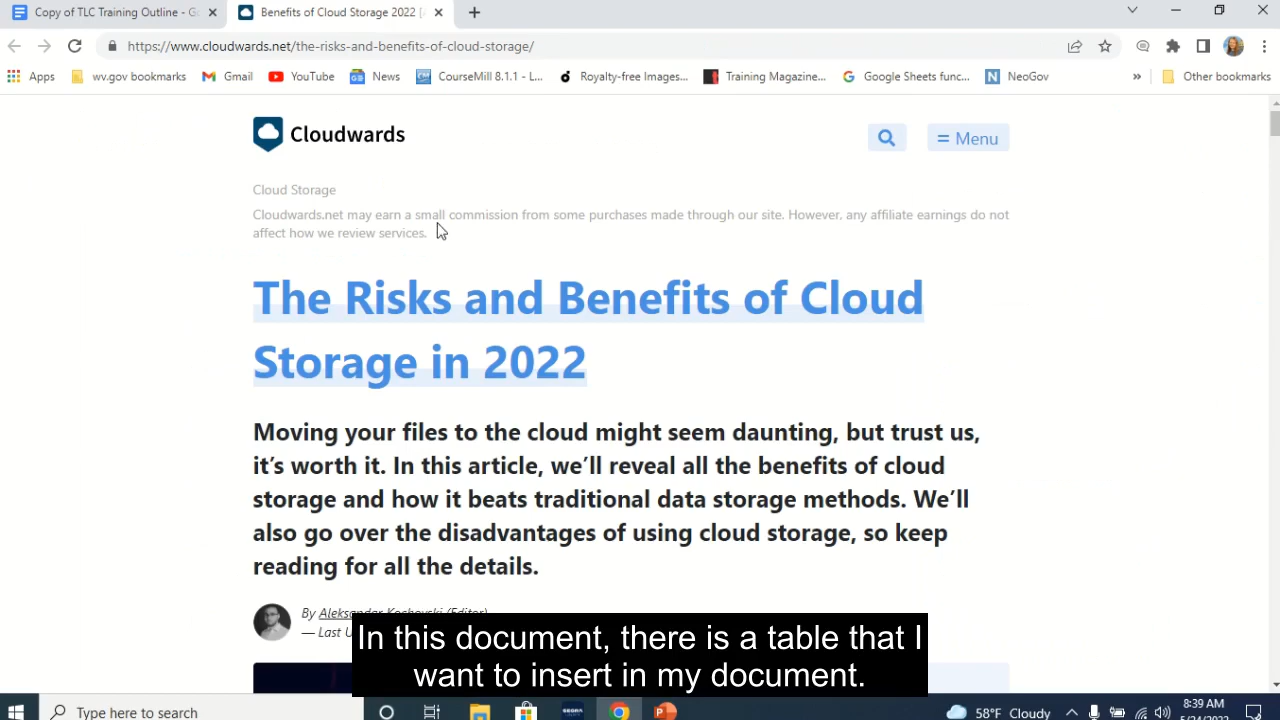 Copy of TLC Training Outline - G
Benefits of Cloud Storage 2022 [
https://www.cloudwards.net/the-risks-and-benefits-of-cloud-storage/
Apps
wv.gov bookmarks
Gmail
YouTube
News
CourseMill 8.1.1 - L...
Royalty-free Images...
Training Magazine...
Google Sheets func...
NeoGov
»
Other bookmarks
Cloudwards
= Menu
Cloud Storage
Cloudwards.net may earn a small commission from some purchases made through our site. However, any affiliate earnings do not
affect how we review services.
The Risks and Benefits of Cloud
Storage in 2022
Moving your files to the cloud might seem daunting, but trust us,
it's worth it. In this article, we'll reveal all the benefits of cloud
storage and how it beats traditional data storage methods. We'll
also go over the disadvantages of using cloud storage, so keep
reading for all the details.
By Aleksandar Kochovski (Editor)
— Last U
In this document, there is a table that I
want to insert in my document.
Type here to search
58°F Cloudy
8:39 AM